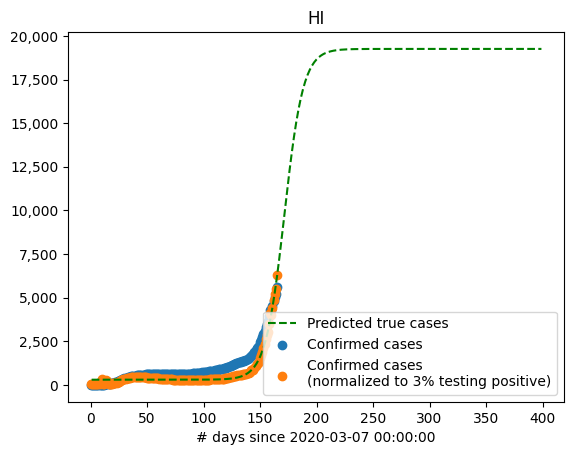 HI
20,000
17,500
15,000
12,500
10,000
7,500
5,000
2,500
0
Predicted true cases
Confirmed cases
Confirmed cases
(normalized to 3% testing positive)
0 50 100 150 200 250 300 350 400
# days since 2020-03-07 00:00:00